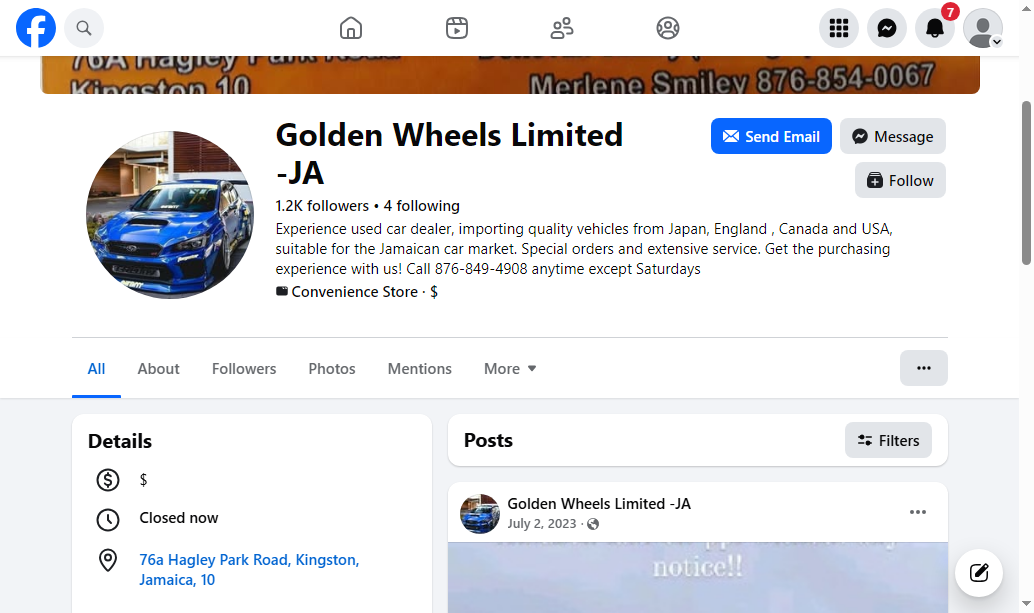 7
76A Hagley Park Road
Kingston 10
Merlene Smiley 876-854-0067
Golden Wheels Limited
-JA
Send Email
Message
Follow
1.2K followers • 4 following
Experience used car dealer, importing quality vehicles from Japan, England , Canada and USA,
suitable for the Jamaican car market. Special orders and extensive service. Get the purchasing
experience with us! Call 876-849-4908 anytime except Saturdays
Convenience Store · $
All
About
Followers
Photos
Mentions
More
Details
$
Closed now
76a Hagley Park Road, Kingston,
Jamaica, 10
Posts
Filters
Golden Wheels Limited -JA
July 2, 2023 ·
notice!!